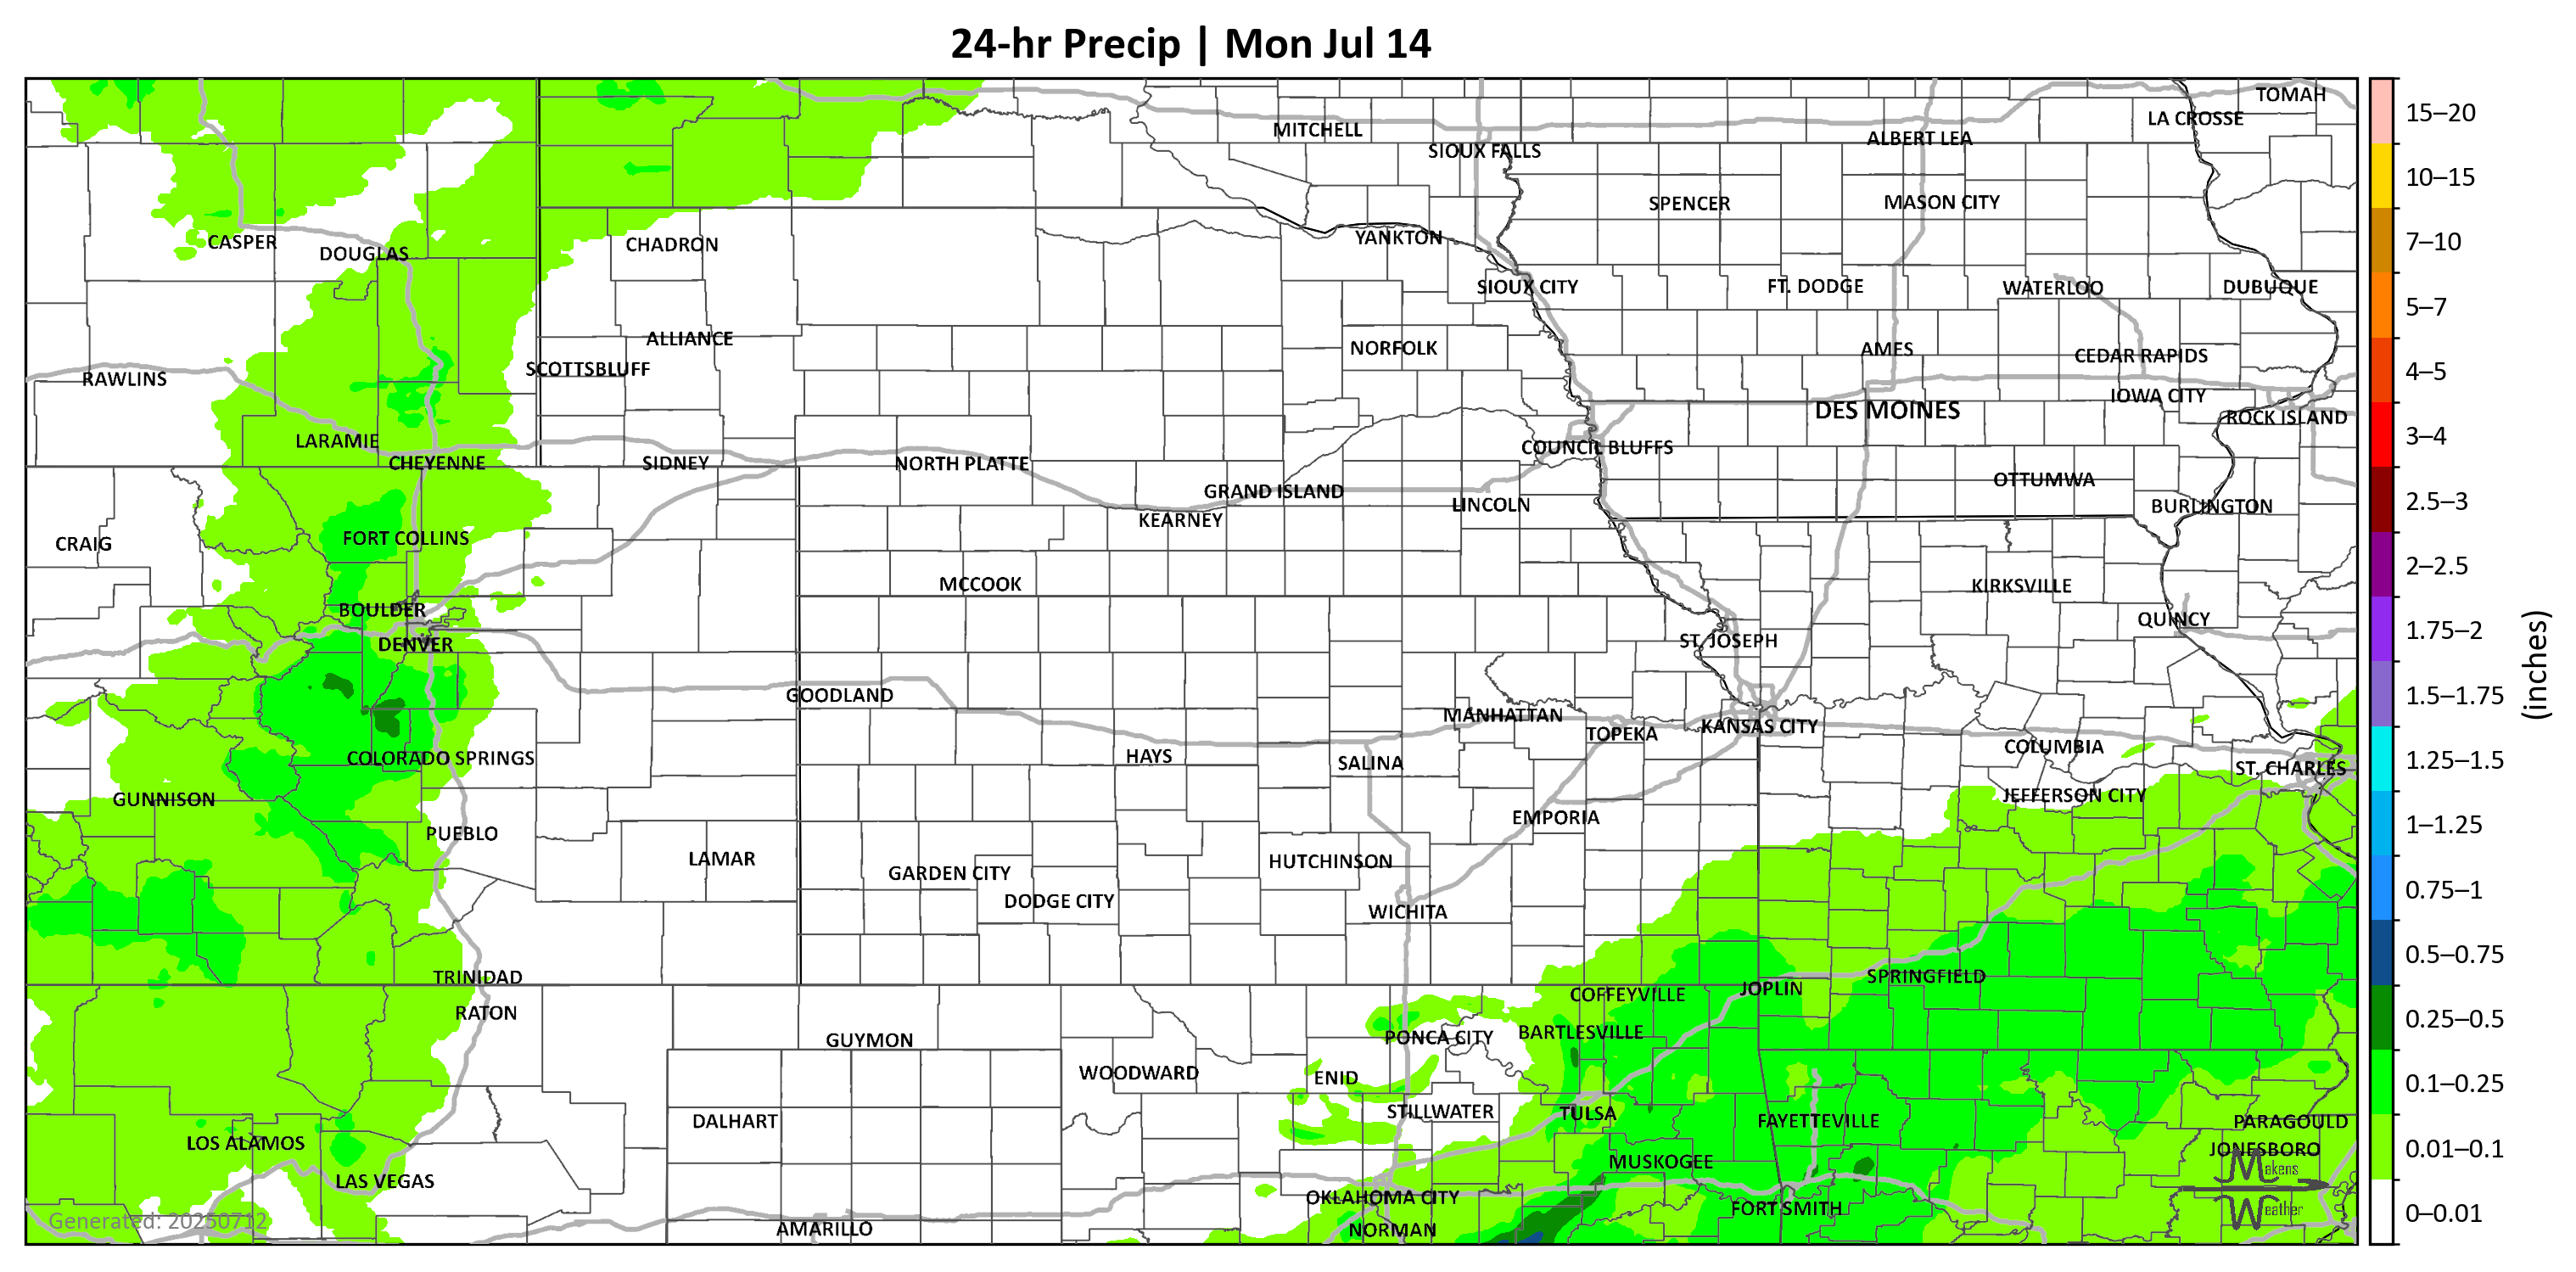 24-hr Precip | Mon Jul 14
TOMAH
LA CROSSE
MITCHELL
ALBERT LEA
SIOUX FALLS
SPENCER
MASON CITY
CASPER
DOUGLAS
CHADRON
YANKTON
SIOUX CITY
FT. DODGE
WATERLOO
DUBUQUE
ALLIANCE
NORFOLK
AMES
CEDAR RAPIDS
RAWLINS
SCOTTSBLUFF
IOWA CITY
DES MOINES
ROCK ISLAND
LARAMIE
COUNCIL BLUFFS
CHEYENNE
SIDNEY
NORTH PLATTE
OTTUMWA
GRAND ISLAND
LINCOLN
BURLINGTON
KEARNEY
CRAIG
FORT COLLINS
MCCOOK
KIRKSVILLE
BOULDER
QUINCY
DENVER
ST. JOSEPH
GOODLAND
MANHATTAN
TOPEKA
KANSAS CITY
COLORADO SPRINGS
HAYS
SALINA
COLUMBIA
ST. CHARLES
GUNNISON
JEFFERSON CITY
PUEBLO
EMPORIA
LAMAR
GARDEN CITY
HUTCHINSON
DODGE CITY
WICHITA
TRINIDAD
SPRINGFIELD
RATON
COFFEYVILLE
JOPLIN
GUYMON
PONCA CITY
BARTLESVILLE
WOODWARD
ENID
DALHART
STILLWATER
TULSA
FAYETTEVILLE
PARAGOULD
LOS ALAMOS
JONESBORO
LAS VEGAS
MUSKOGEE
OKLAHOMA CITY
FORT SMITH
AMARILLO
NORMAN
Makens
Weather
Generated: 20250712
15–20
10–15
7–10
5–7
4–5
3–4
2.5–3
2–2.5
1.75–2
1.5–1.75
1.25–1.5
1–1.25
0.75–1
0.5–0.75
0.25–0.5
0.1–0.25
0.01–0.1
0–0.01
(inches)